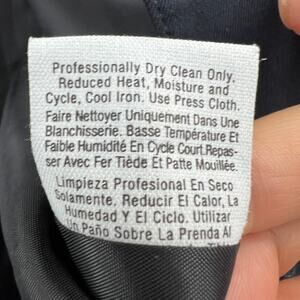 Professionally Dry Clean Only,
Reduced Heat, Moisture and
Cycle, Cool Iron. Use Press Cloth.
Faire Nettoyer Uniquement Dans Une
Blanchisserie. Basse Température Et
Faible Humidité En Cycle Court.Repas-
ser Avec Fer Tiède Et Patte Mouillée.
Limpieza Profesional En Seco
Solamente. Reducir El Calor, La
Humedad Y El Ciclo. Utilizar
Un Paño Sobre La Prenda Al